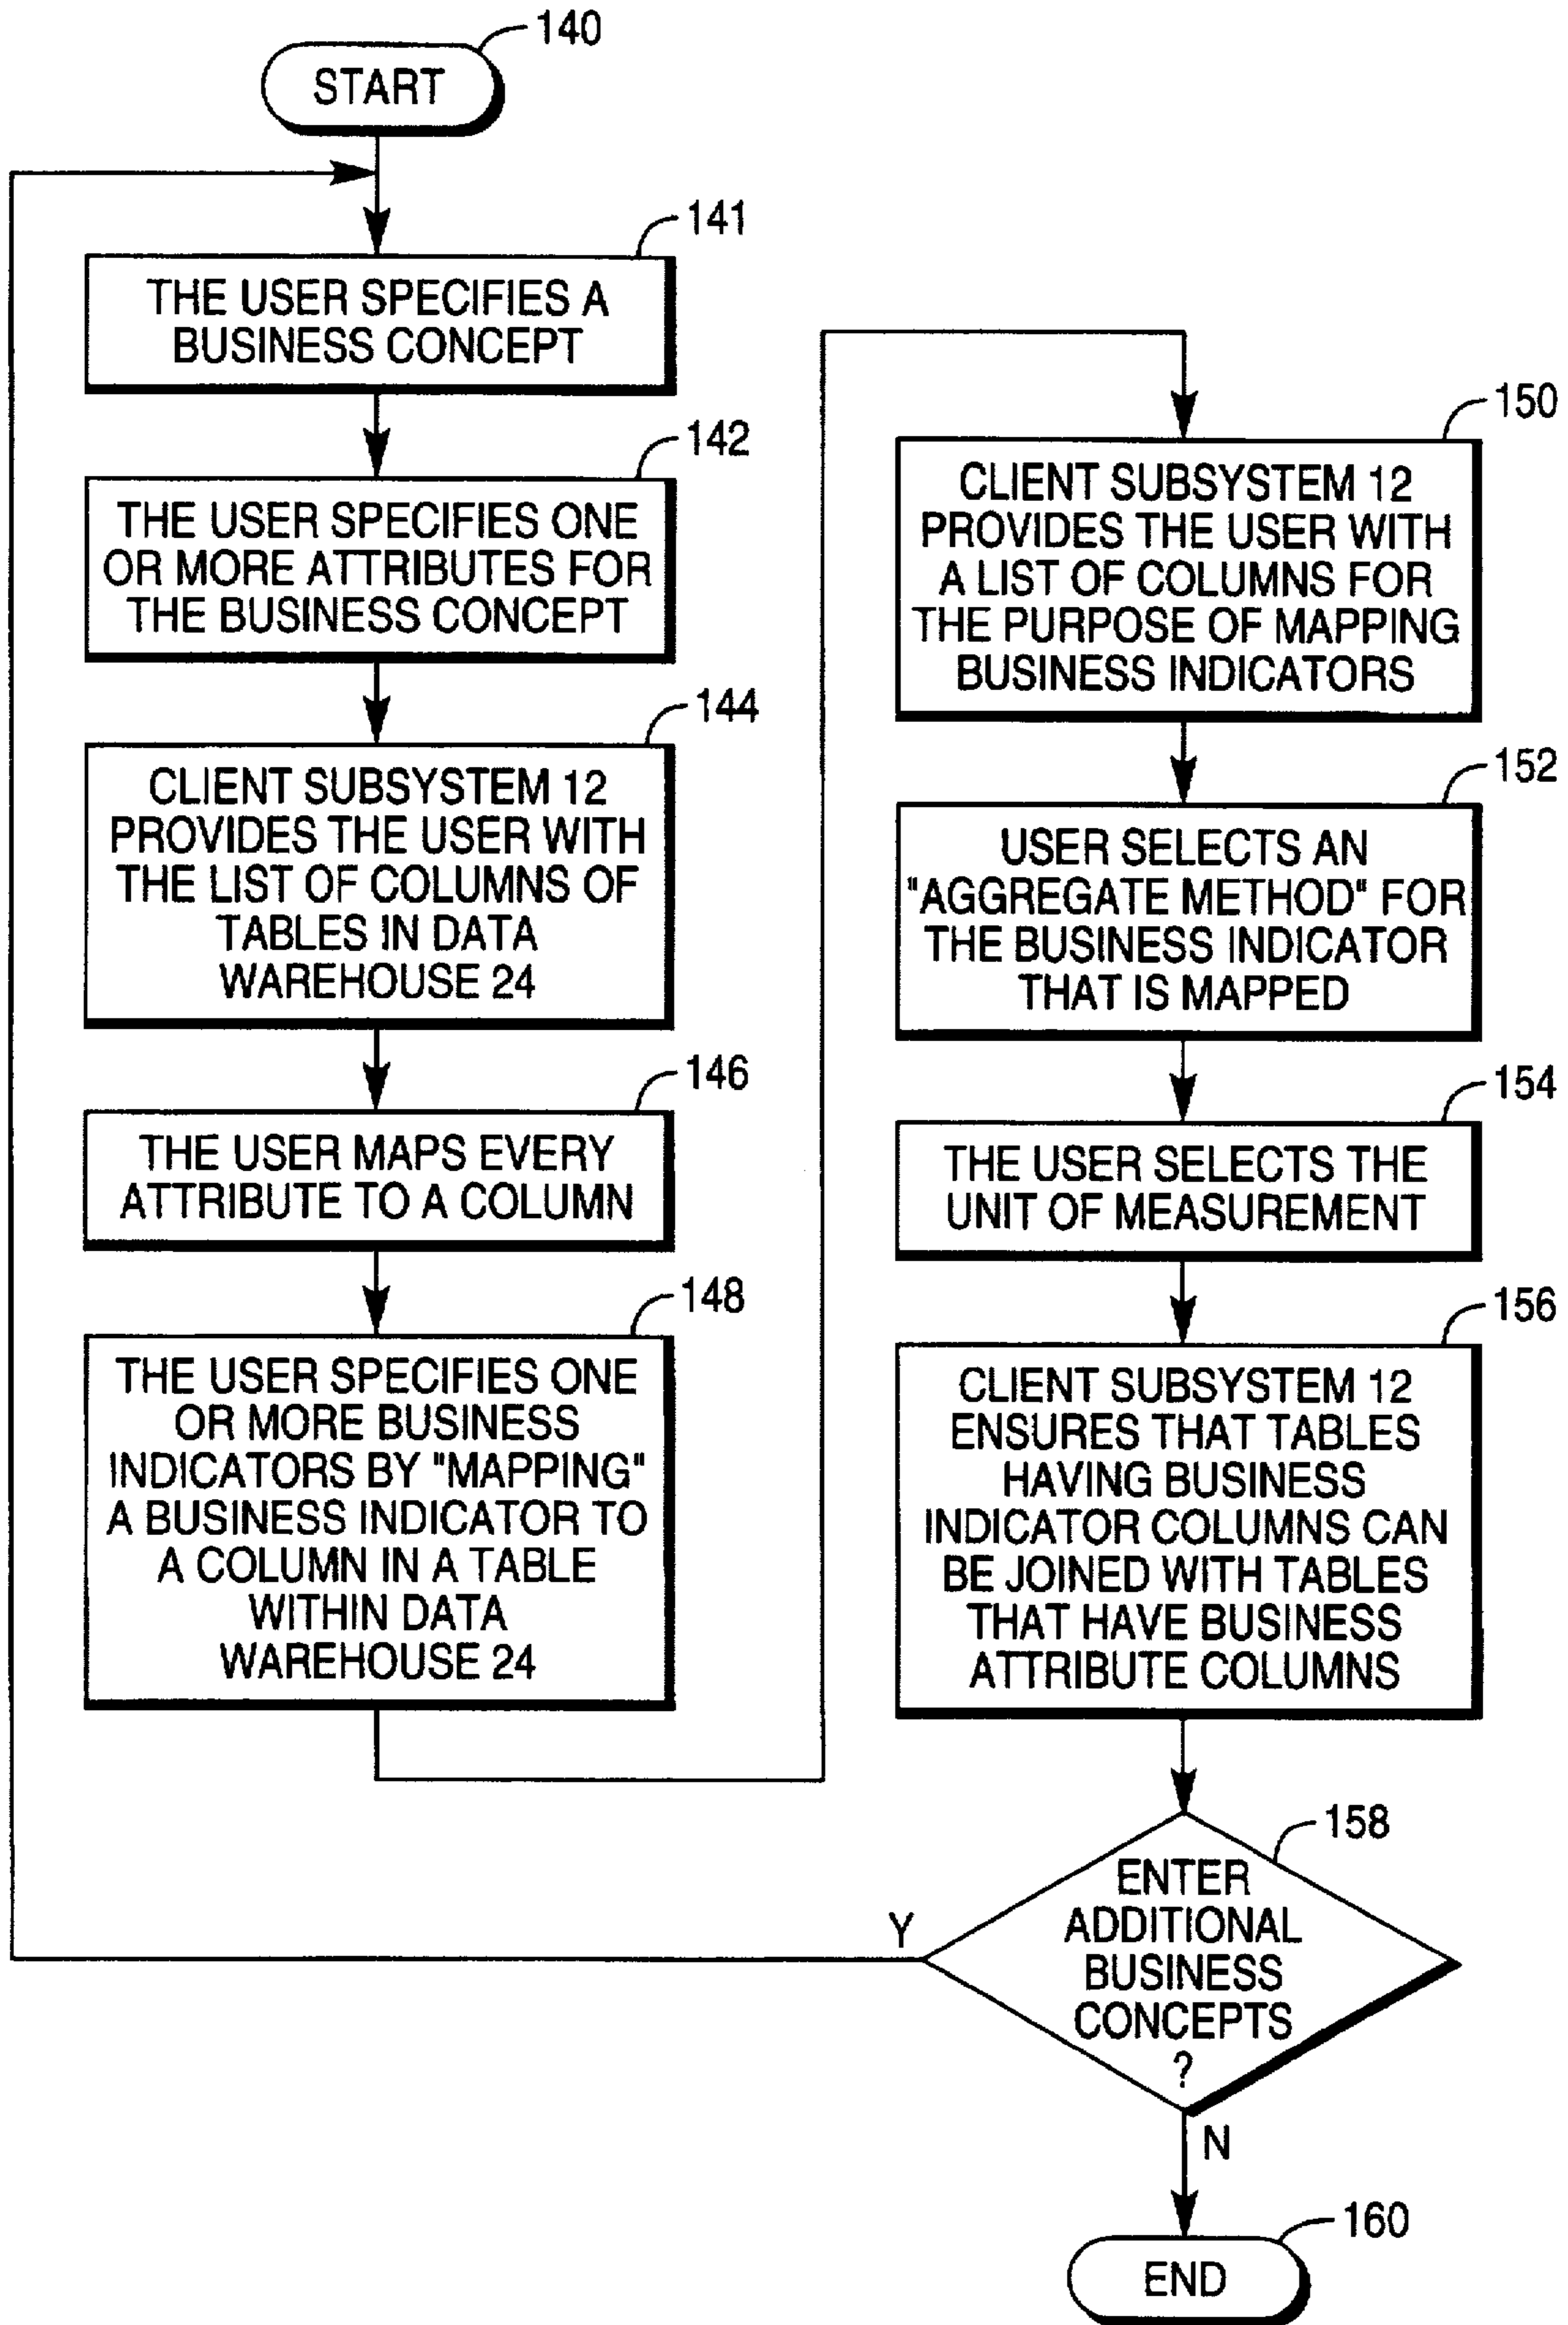 140
START
141
THE USER SPECIFIES A
BUSINESS CONCEPT
142
THE USER SPECIFIES ONE
OR MORE ATTRIBUTES FOR
THE BUSINESS CONCEPT
144
CLIENT SUBSYSTEM 12
PROVIDES THE USER WITH
THE LIST OF COLUMNS OF
TABLES IN DATA
WAREHOUSE 24
146
THE USER MAPS EVERY
ATTRIBUTE TO A COLUMN
148
THE USER SPECIFIES ONE
OR MORE BUSINESS
INDICATORS BY "MAPPING"
A BUSINESS INDICATOR TO
A COLUMN IN A TABLE
WITHIN DATA
WAREHOUSE 24
150
CLIENT SUBSYSTEM 12
PROVIDES THE USER WITH
A LIST OF COLUMNS FOR
THE PURPOSE OF MAPPING
BUSINESS INDICATORS
152
USER SELECTS AN
"AGGREGATE METHOD" FOR
THE BUSINESS INDICATOR
THAT IS MAPPED
154
THE USER SELECTS THE
UNIT OF MEASUREMENT
156
CLIENT SUBSYSTEM 12
ENSURES THAT TABLES
HAVING BUSINESS
INDICATOR COLUMNS CAN
BE JOINED WITH TABLES
THAT HAVE BUSINESS
ATTRIBUTE COLUMNS
158
ENTER
ADDITIONAL
BUSINESS
CONCEPTS
?
Y
N
160
END